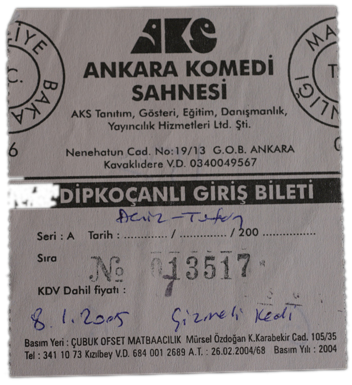 AKS
ANKARA KOMEDİ
SAHNESİ
AKS Tanıtım, Gösteri, Eğitim, Danışmanlık,
Yayıncılık Hizmetleri Ltd. Şti.
Nenehatun Cad. No:19/13 G.O.B. ANKARA
Kavaklıdere V.D. 0340049567
DİPKOÇANLI GİRİŞ BİLETİ
Deniz -
Seri : A Tarih : ............ / ............ /200 ............
Sıra
No 013517
KDV Dahil fiyatı :
8.1.2005 Çizmeli Kedi
Basım Yeri : ÇUBUK OFSET MATBAACILIK Mürsel Özdoğan K.Karabekir Cad. 105/35
Tel : 341 10 73 Kızılbey V.D. 684 001 2689 A.T. : 26.02.2004/68 Basım Yılı : 2004